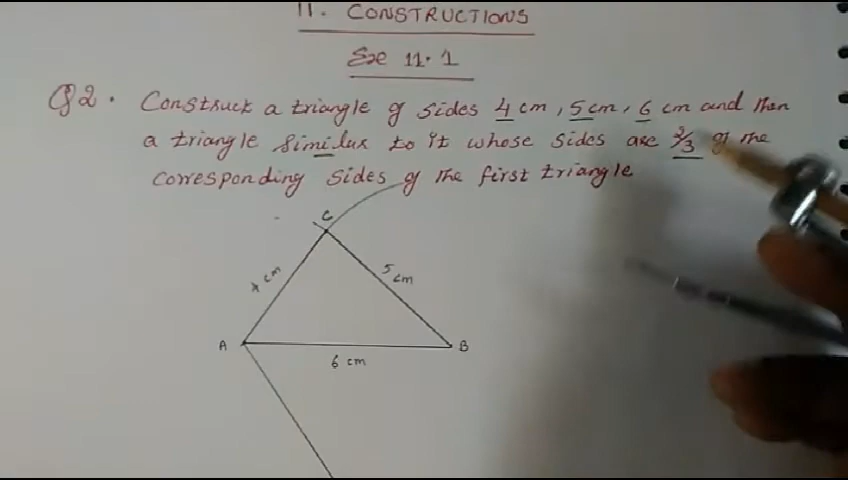 11. CONSTRUCTIONS
Exe 11.1
Q2. Construct a triangle of sides 4 cm, 5 cm, 6 cm and then
a triangle similar to it whose sides are 2/3 of the
corresponding sides of the first triangle
C
4 cm
5 cm
A
B
6 cm